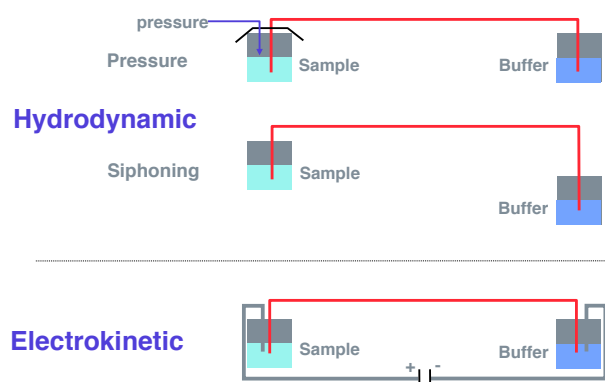 pressure
Pressure
Sample
Buffer
Hydrodynamic
Siphoning
Sample
Buffer
Electrokinetic
Sample
+ -
Buffer